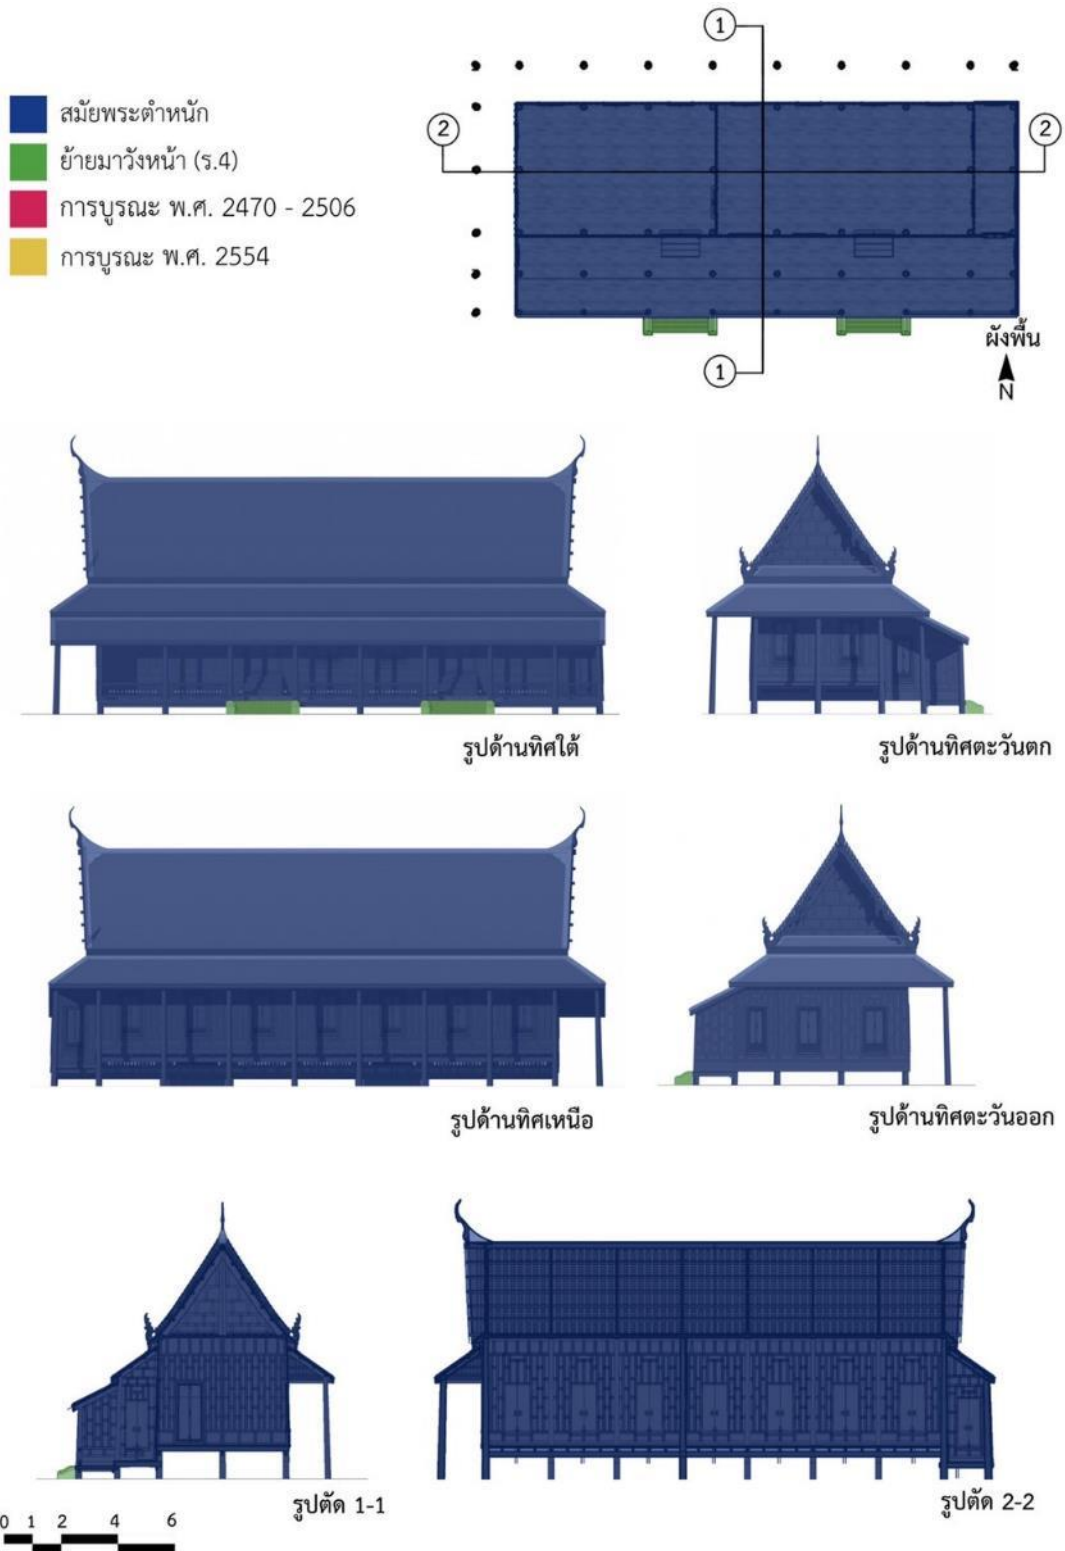 สมัยพระตำหนัก
ย้ายมาวังหน้า (ร.4)
การบูรณะ พ.ศ. 2470 - 2506
การบูรณะ พ.ศ. 2554
1
2
2
1
ผังพื้น
N
รูปด้านทิศใต้
รูปด้านทิศตะวันตก
รูปด้านทิศเหนือ
รูปด้านทิศตะวันออก
รูปตัด 1-1
รูปตัด 2-2
0 1 2 4 6